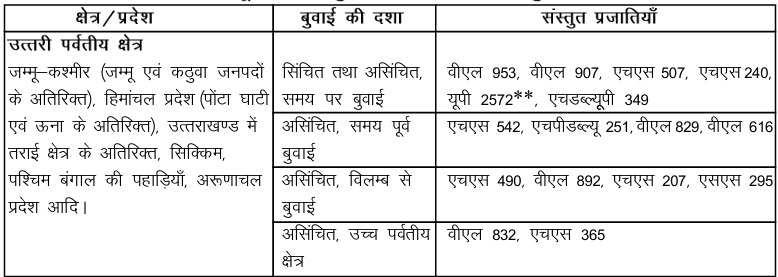 क्षेत्र/प्रदेश बुवाई की दशा संस्तुत प्रजातियाँ
उत्तरी पर्वतीय क्षेत्र
जम्मू–कश्मीर (जम्मू एवं कठुवा जनपदों सिंचित तथा असिंचित, वीएल 953, वीएल 907, एचएस 507, एचएस 240,
के अतिरिक्त), हिमांचल प्रदेश (पोंटा घाटी समय पर बुवाई यूपी 2572**, एचडब्ल्यूपी 349
एवं ऊना के अतिरिक्त), उत्तराखण्ड में असिंचित, समय पूर्व एचएस 542, एचपीडब्ल्यू 251, वीएल 829, वीएल 616
तराई क्षेत्र के अतिरिक्त, सिक्किम, बुवाई
पश्चिम बंगाल की पहाड़ियाँ, अरूणाचल असिंचित, विलम्ब से एचएस 490, वीएल 892, एचएस 207, एसएस 295
प्रदेश आदि। बुवाई
असिंचित, उच्च पर्वतीय वीएल 832, एचएस 365
क्षेत्र